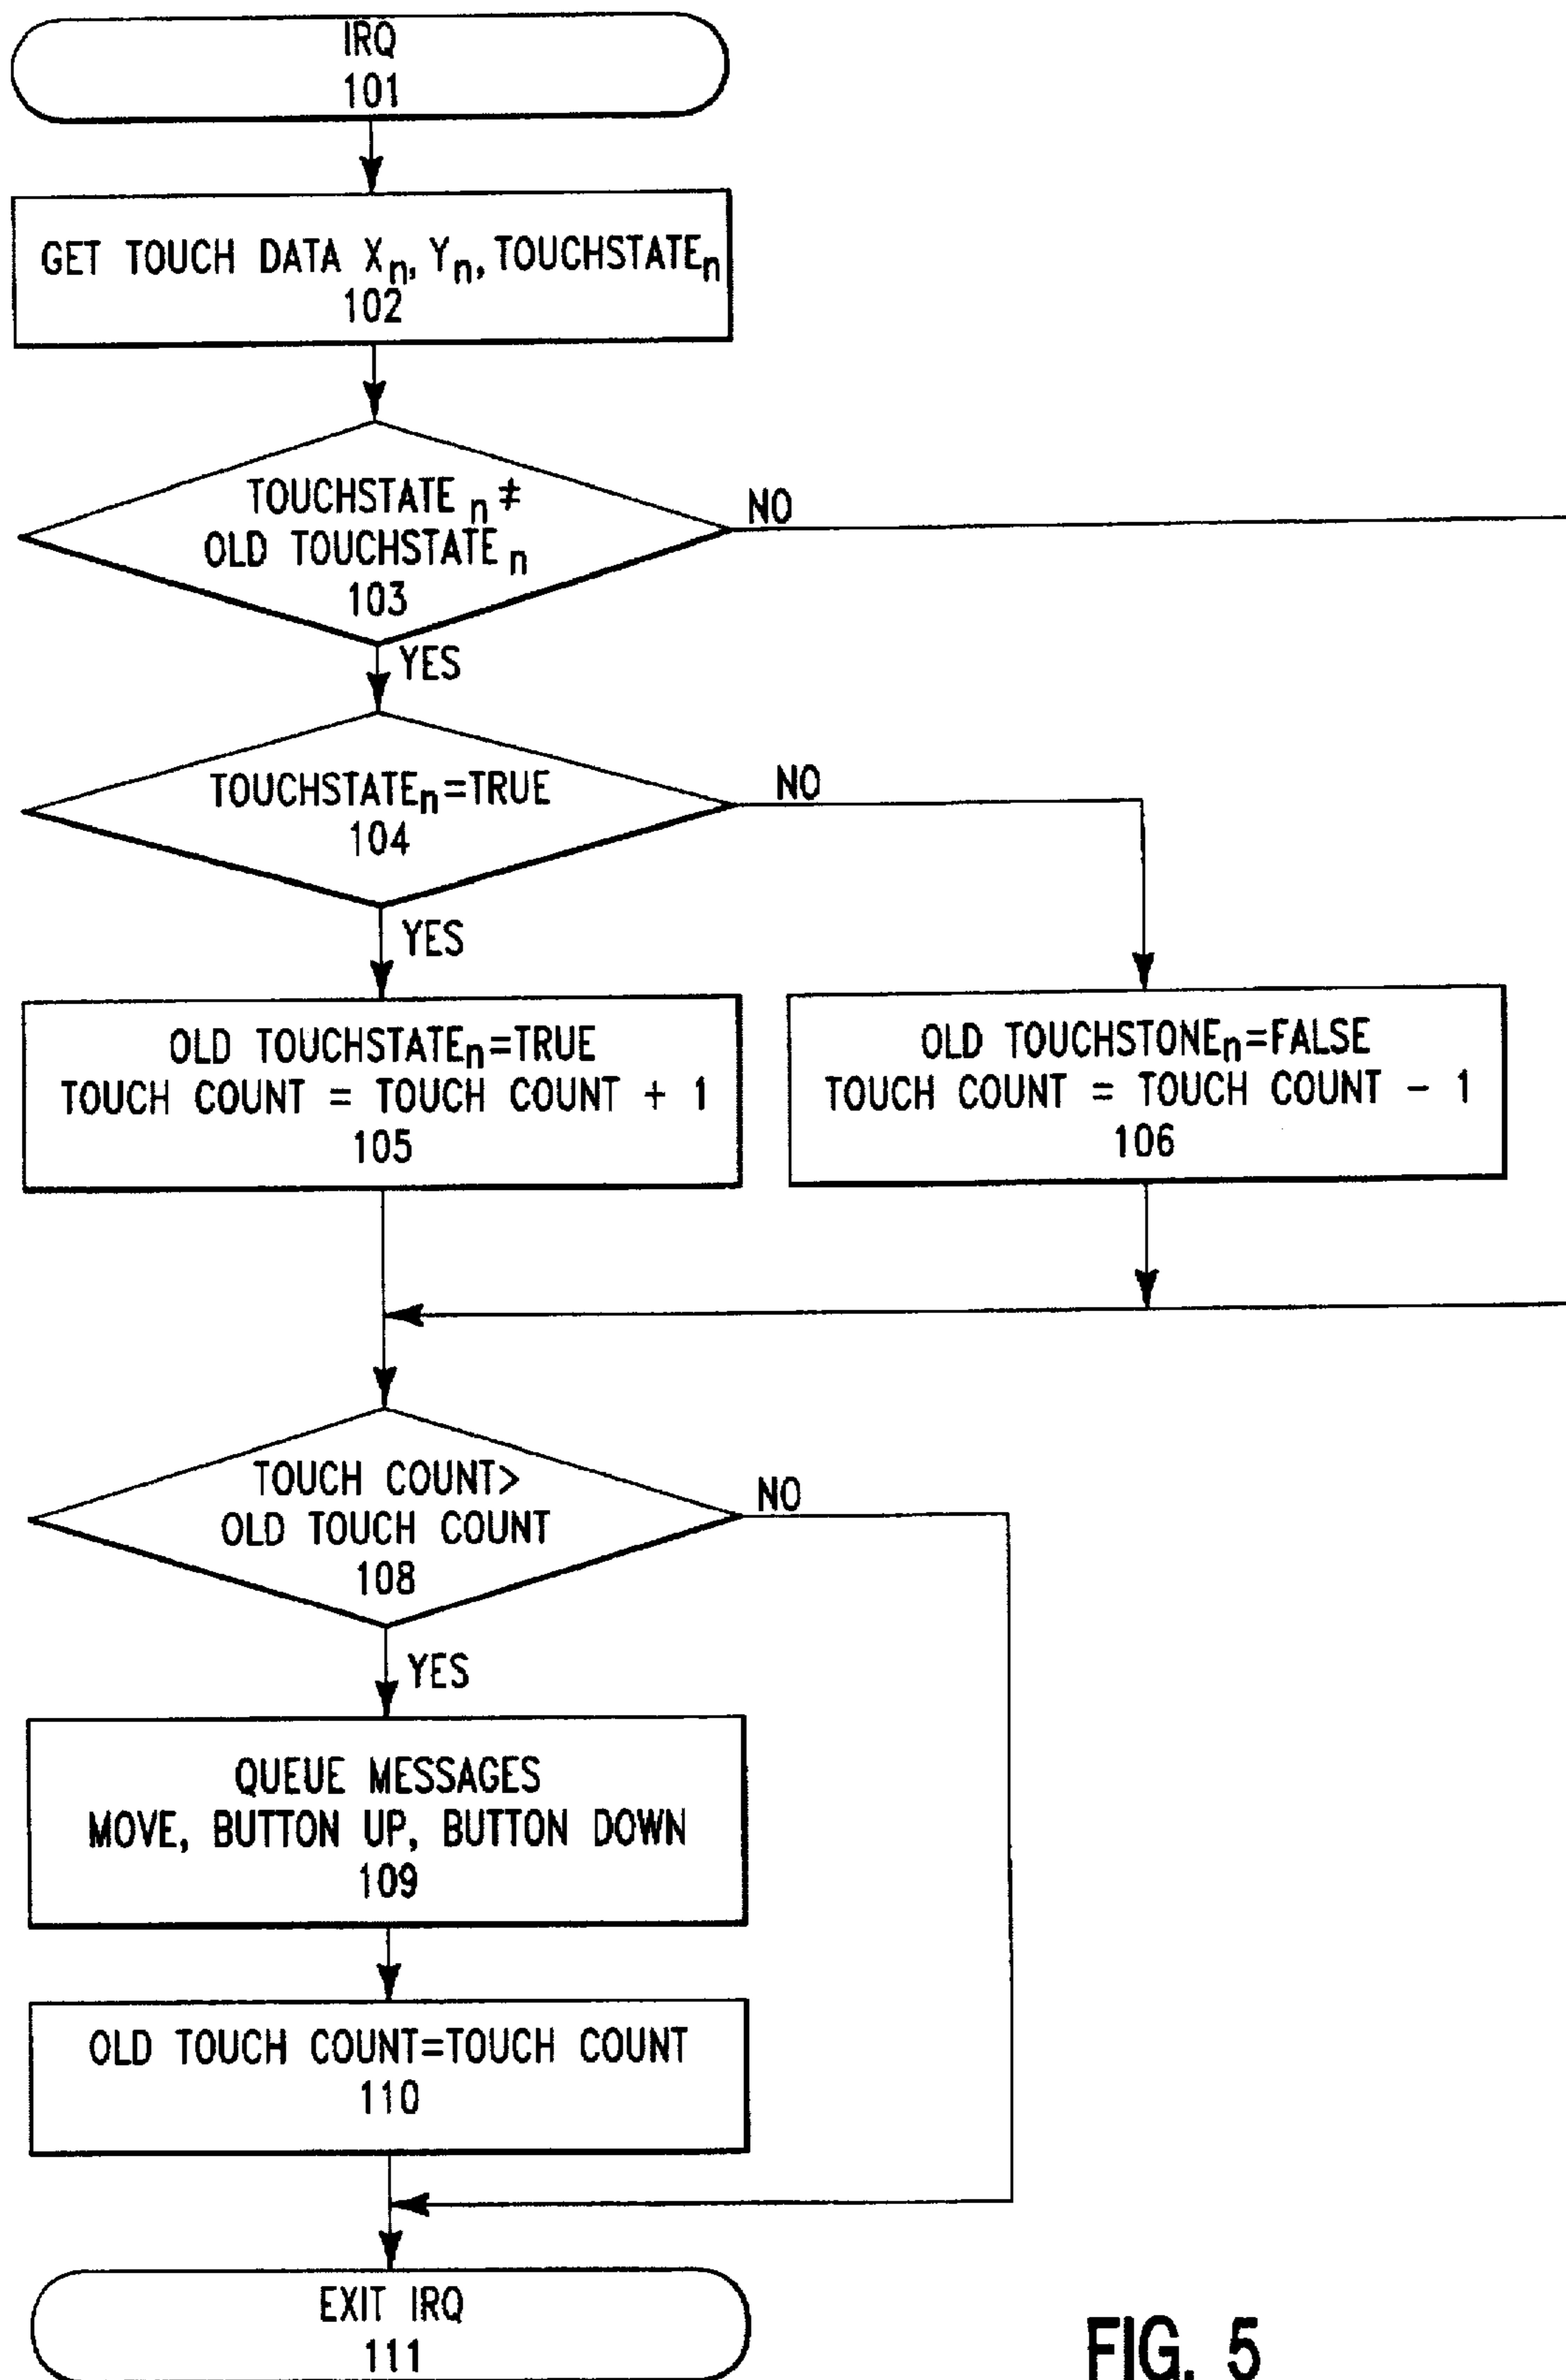 IRQ
101
GET TOUCH DATA Xn, Yn, TOUCHSTATEn
102
TOUCHSTATE n ≠
OLD TOUCHSTATE n
103
NO
YES
TOUCHSTATEn=TRUE
104
NO
YES
OLD TOUCHSTATEn=TRUE
TOUCH COUNT = TOUCH COUNT + 1
105
OLD TOUCHSTONEn=FALSE
TOUCH COUNT = TOUCH COUNT - 1
106
TOUCH COUNT>
OLD TOUCH COUNT
108
NO
YES
QUEUE MESSAGES
MOVE, BUTTON UP, BUTTON DOWN
109
OLD TOUCH COUNT=TOUCH COUNT
110
EXIT IRQ
111
FIG. 5